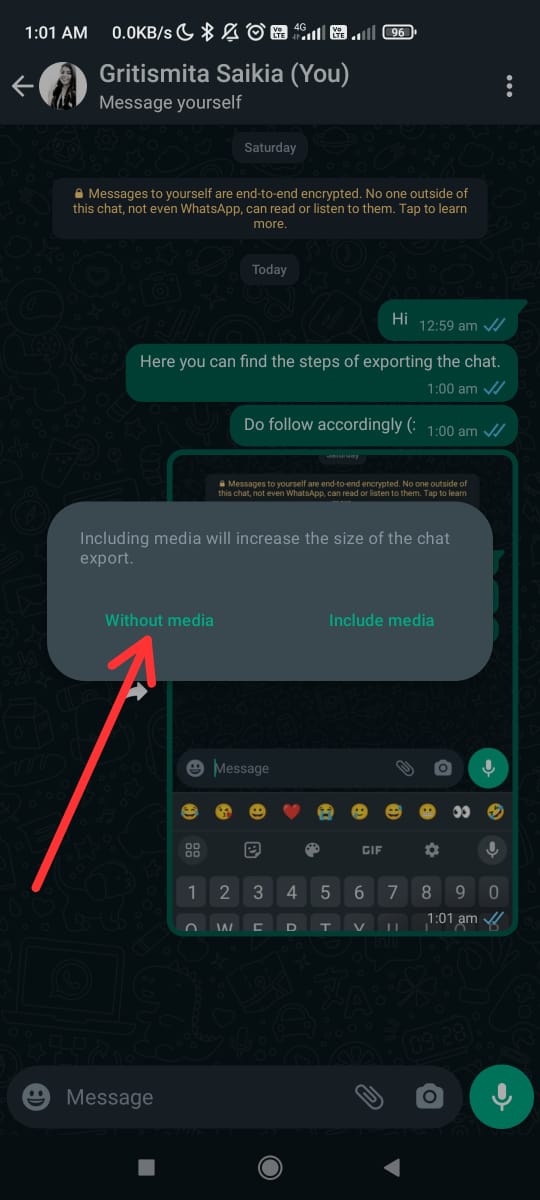 1:01 AM 0.0KB/s Vo LTE 4G Vo LTE 96
Gritismita Saikia (You)
Message yourself
Saturday
Messages to yourself are end-to-end encrypted. No one outside of
this chat, not even WhatsApp, can read or listen to them. Tap to learn
more.
Today
Hi 12:59 am
Here you can find the steps of exporting the chat.
1:00 am
Do follow accordingly (: 1:00 am
Saturday
Messages to yourself are end-to-end encrypted. No one outside of
this chat, not even WhatsApp, can read or listen to them. Tap to learn
Including media will increase the size of the chat
export.
Without media Include media
Message
GIF
1 2 3 4 5 6 7 8 9 0
Q W E R T Y U I O P
1:01 am
Message